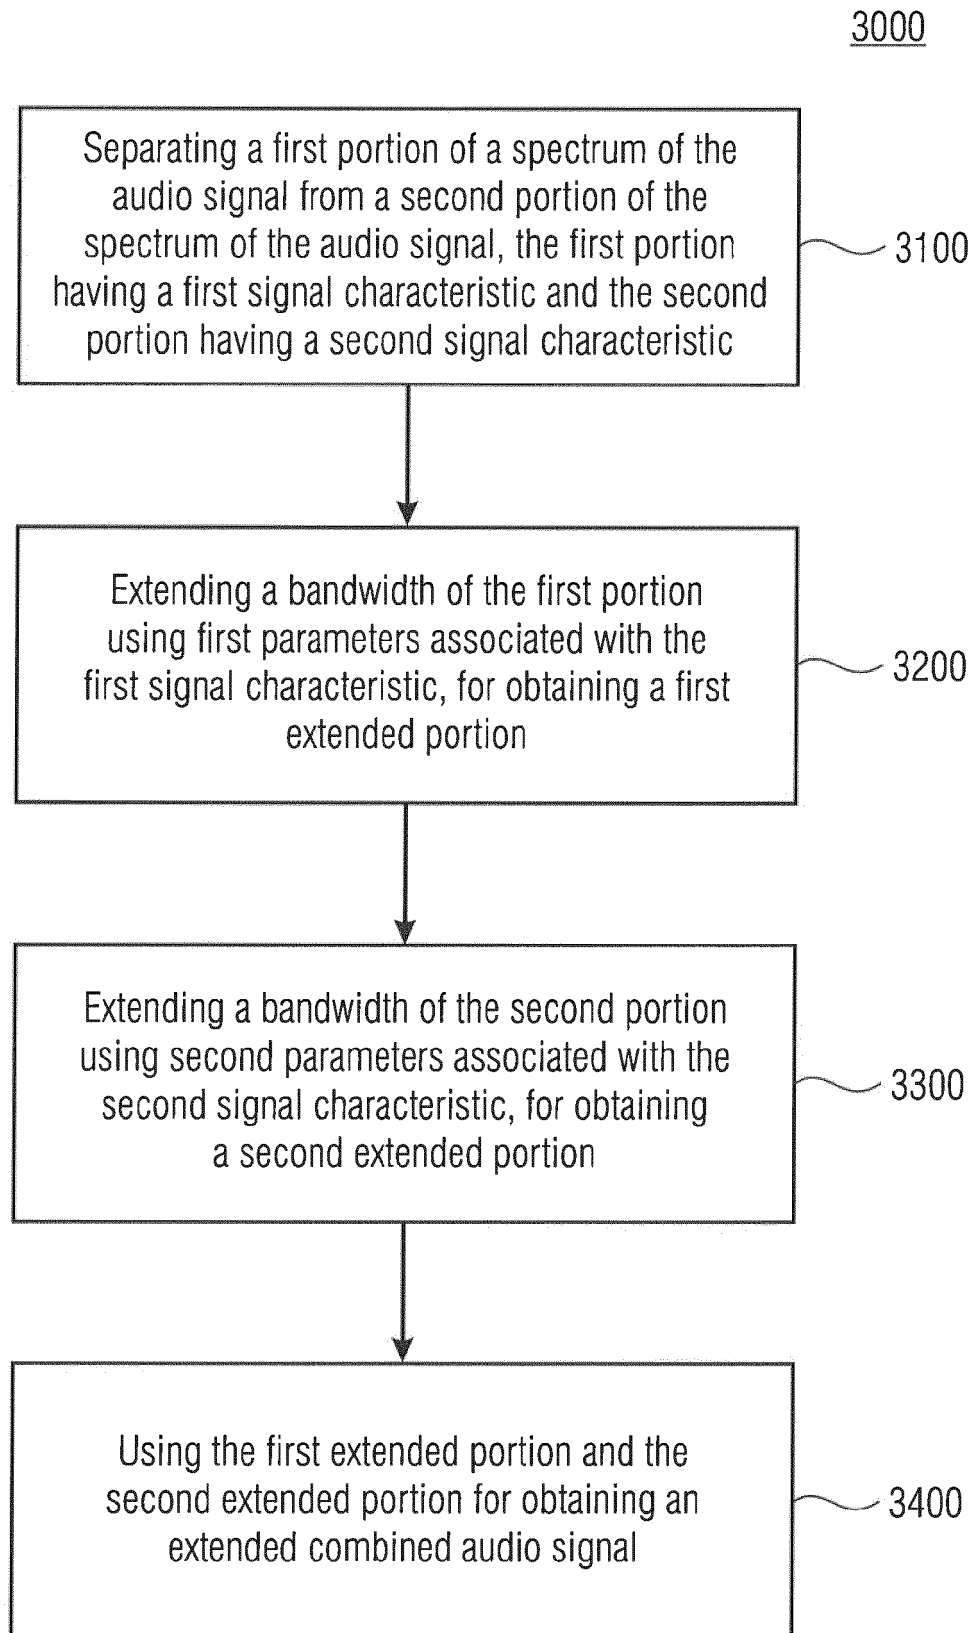 3000
Separating a first portion of a spectrum of the
audio signal from a second portion of the
spectrum of the audio signal, the first portion
having a first signal characteristic and the second
portion having a second signal characteristic
3100
Extending a bandwidth of the first portion
using first parameters associated with the
first signal characteristic, for obtaining a first
extended portion
3200
Extending a bandwidth of the second portion
using second parameters associated with the
second signal characteristic, for obtaining
a second extended portion
3300
Using the first extended portion and the
second extended portion for obtaining an
extended combined audio signal
3400